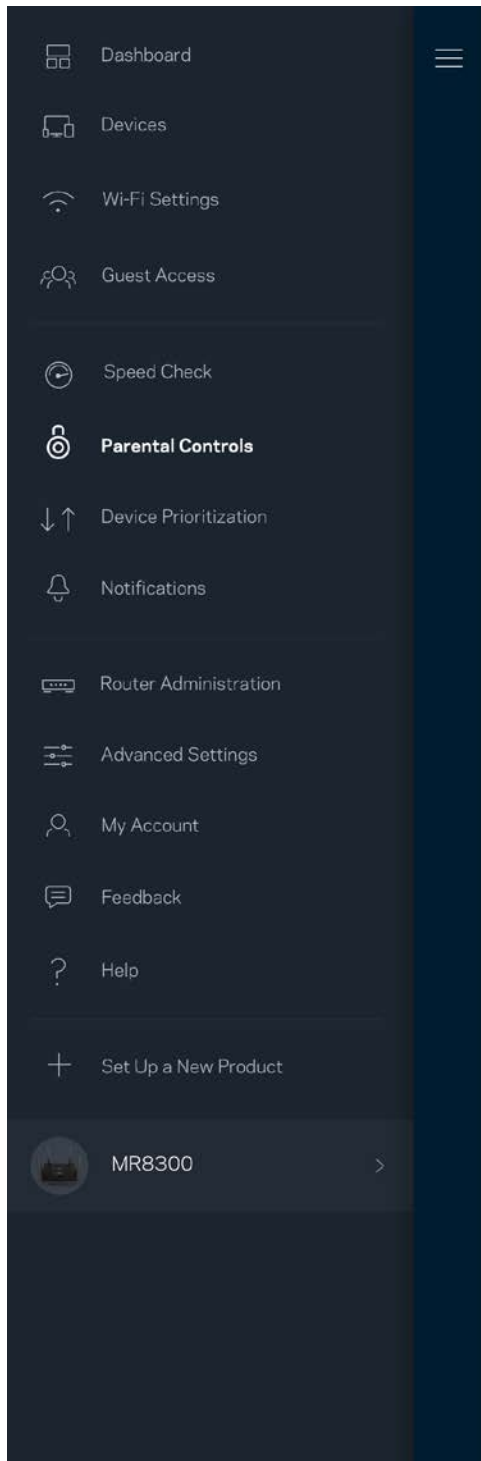 Dashboard
Devices
Wi-Fi Settings
Guest Access
Speed Check
Parental Controls
Device Prioritization
Notifications
Router Administration
Advanced Settings
My Account
Feedback
Help
Set Up a New Product
MR8300